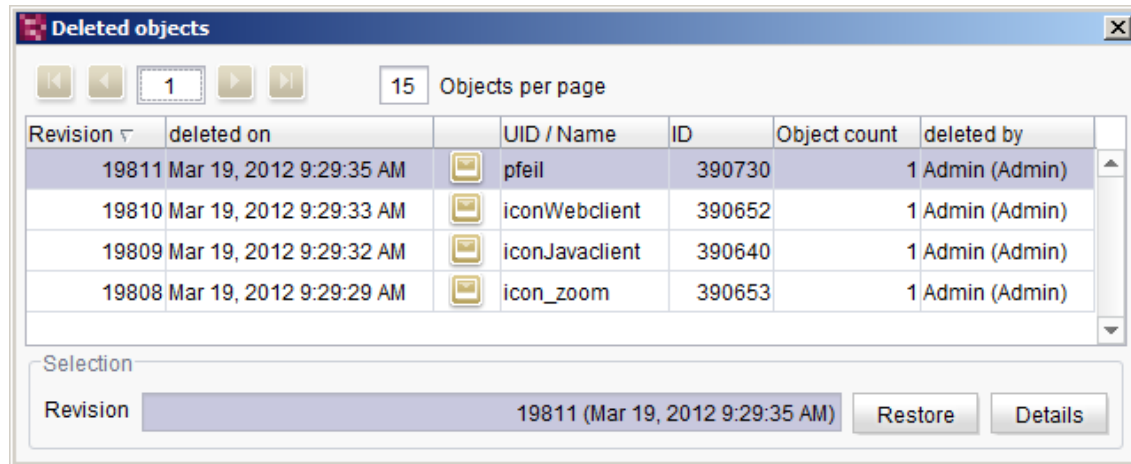 Deleted objects
1 15 Objects per page
Revision deleted on UID / Name ID Object count deleted by
19811 Mar 19, 2012 9:29:35 AM pfeil 390730 1 Admin (Admin)
19810 Mar 19, 2012 9:29:33 AM iconWebclient 390652 1 Admin (Admin)
19809 Mar 19, 2012 9:29:32 AM iconJavaclient 390640 1 Admin (Admin)
19808 Mar 19, 2012 9:29:29 AM icon_zoom 390653 1 Admin (Admin)
Selection
Revision 19811 (Mar 19, 2012 9:29:35 AM) Restore Details